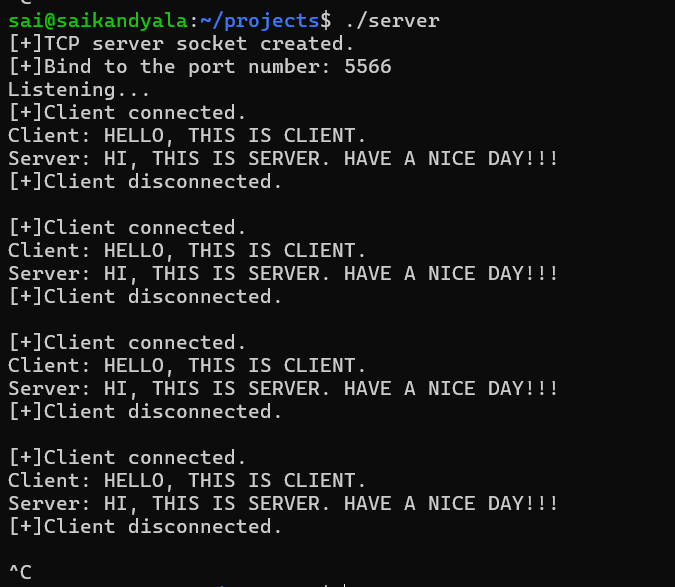 sai@saikandyala:~/projects$ ./server
[+]TCP server socket created.
[+]Bind to the port number: 5566
Listening...
[+]Client connected.
Client: HELLO, THIS IS CLIENT.
Server: HI, THIS IS SERVER. HAVE A NICE DAY!!!
[+]Client disconnected.

[+]Client connected.
Client: HELLO, THIS IS CLIENT.
Server: HI, THIS IS SERVER. HAVE A NICE DAY!!!
[+]Client disconnected.

[+]Client connected.
Client: HELLO, THIS IS CLIENT.
Server: HI, THIS IS SERVER. HAVE A NICE DAY!!!
[+]Client disconnected.

[+]Client connected.
Client: HELLO, THIS IS CLIENT.
Server: HI, THIS IS SERVER. HAVE A NICE DAY!!!
[+]Client disconnected.

^C